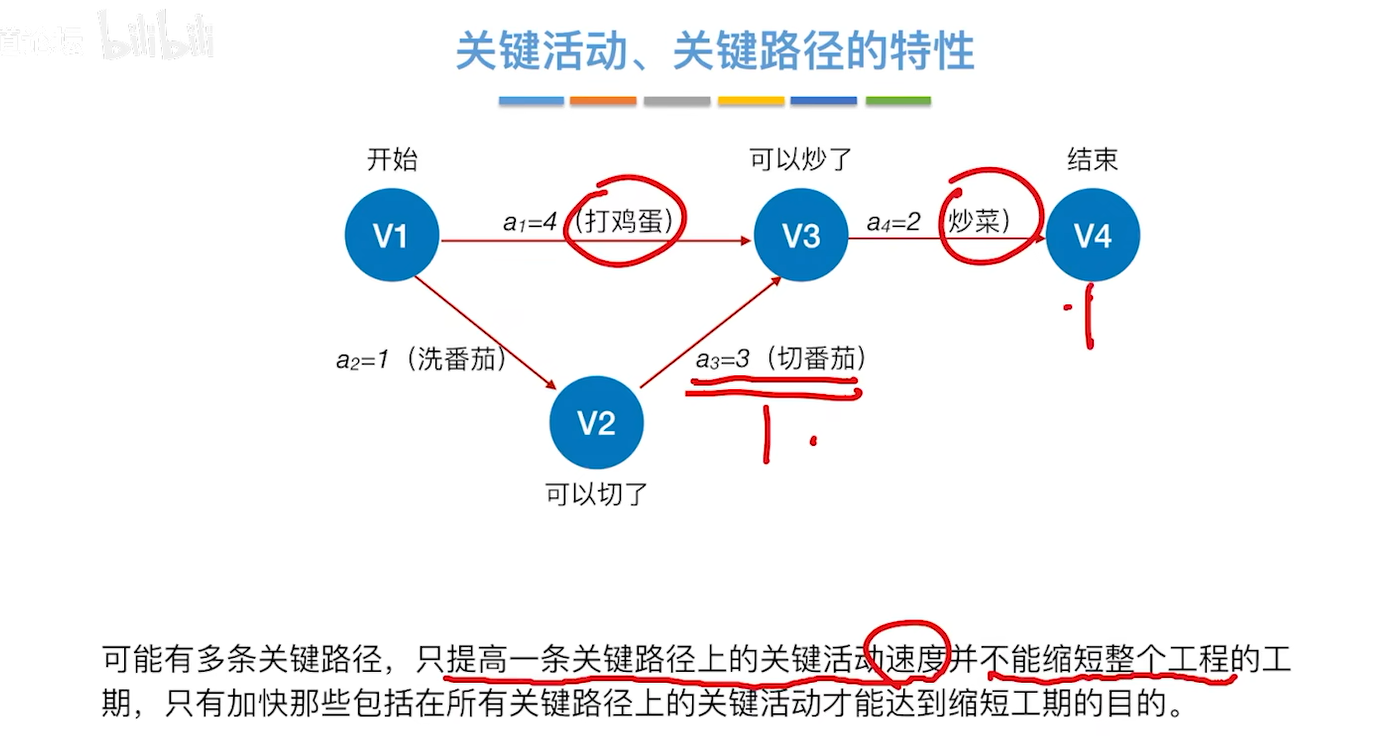 bilibili
关键活动、关键路径的特性
开始
可以炒了
结束
V1
a₁=4（打鸡蛋）
V3
a₄=2（炒菜）
V4
a₂=1（洗番茄）
a₃=3（切番茄）
V2
可以切了
可能有多条关键路径，只提高一条关键路径上的关键活动速度并不能缩短整个工程的工
期，只有加快那些包括在所有关键路径上的关键活动才能达到缩短工期的目的。